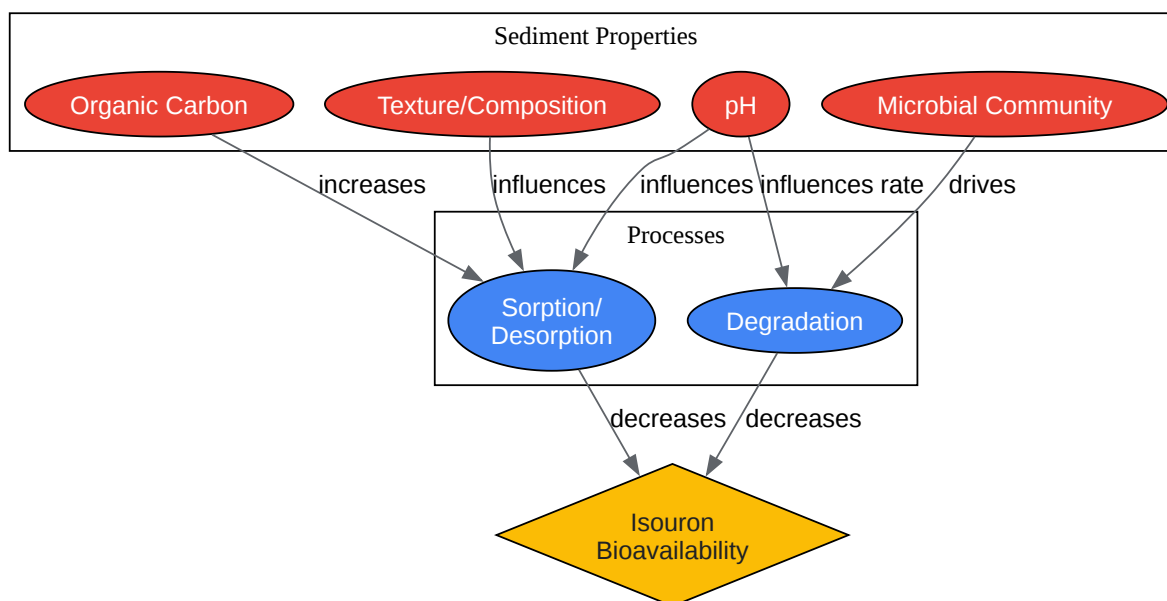 Sediment Properties
Organic Carbon
Texture/Composition
pH
Microbial Community
increases
influences
influences
influences rate
drives
Processes
Sorption/
Desorption
Degradation
decreases
decreases
Isouron
Bioavailability